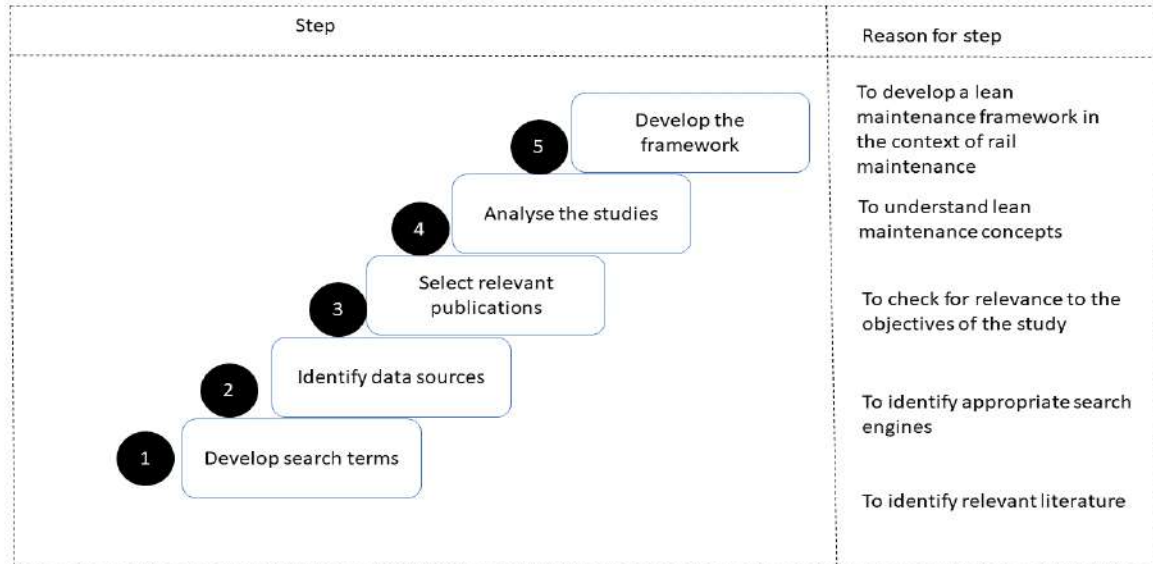 Step
Reason for step
5
Develop the
framework
To develop a lean
maintenance framework in
the context of rail
maintenance
4
Analyse the studies
To understand lean
maintenance concepts
3
Select relevant
publications
To check for relevance to the
objectives of the study
2
Identify data sources
To identify appropriate search
engines
1
Develop search terms
To identify relevant literature